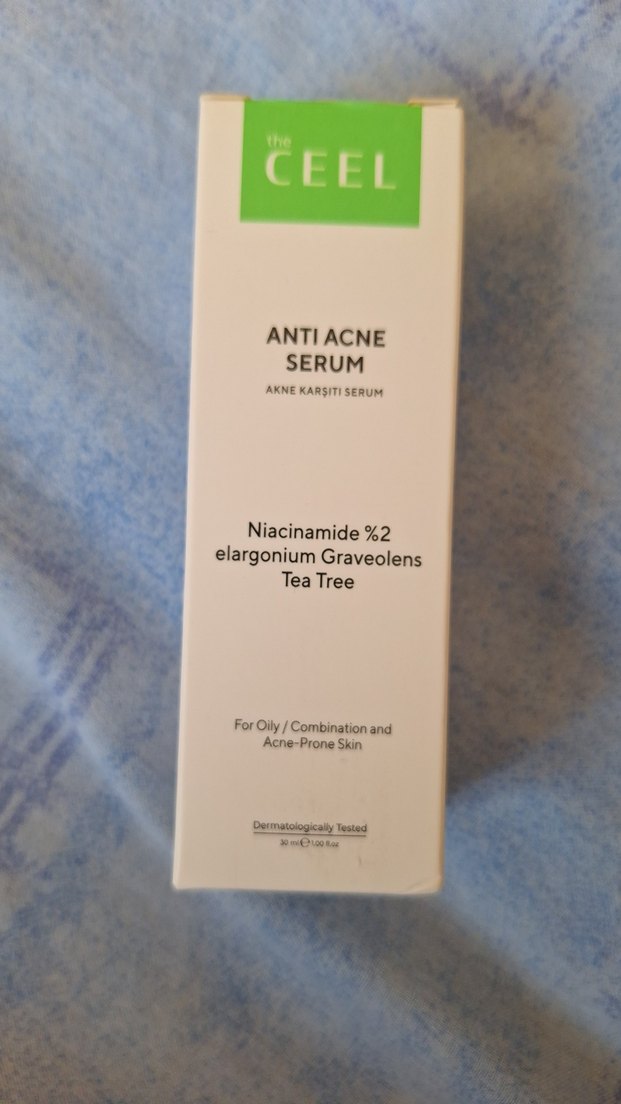 the
CEEL
ANTI ACNE
SERUM
AKNE KARŞITI SERUM
Niacinamide %2
elargonium Graveolens
Tea Tree
For Oily / Combination and
Acne-Prone Skin
Dermatologically Tested
30 ml ℮ 1.00 fl.oz